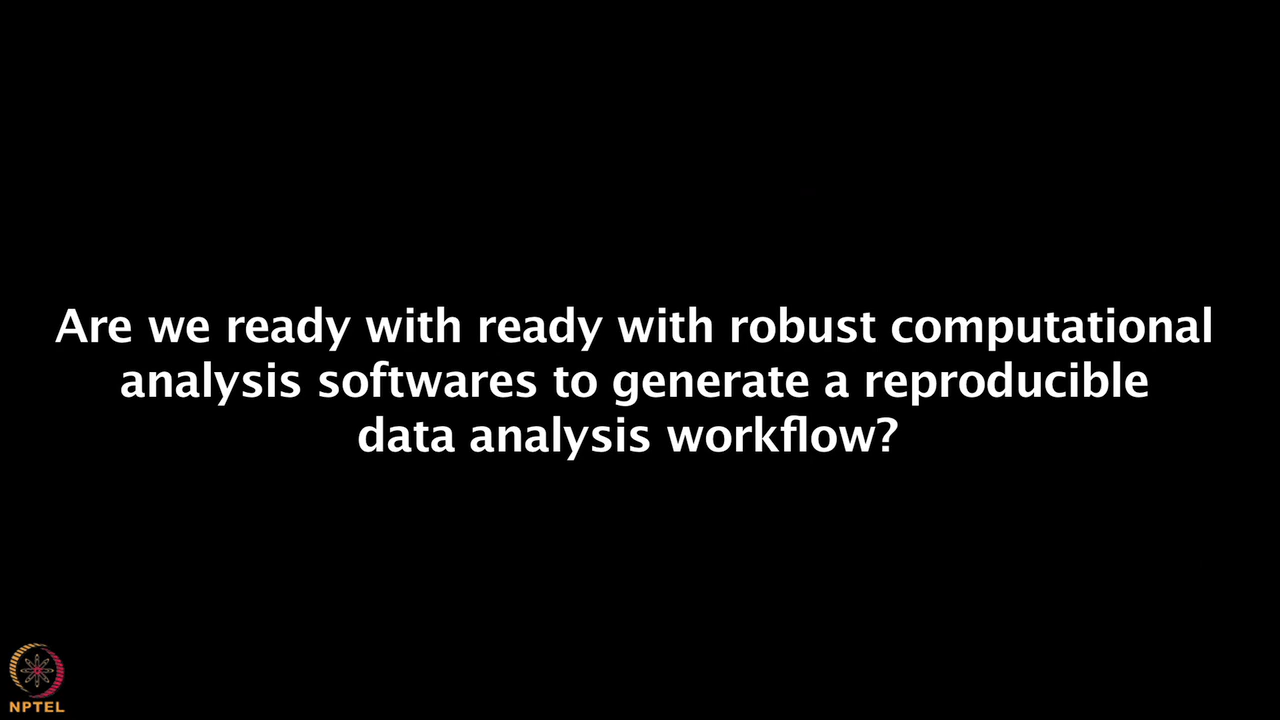 Are we ready with ready with robust computational
analysis softwares to generate a reproducible
data analysis workflow?
NPTEL